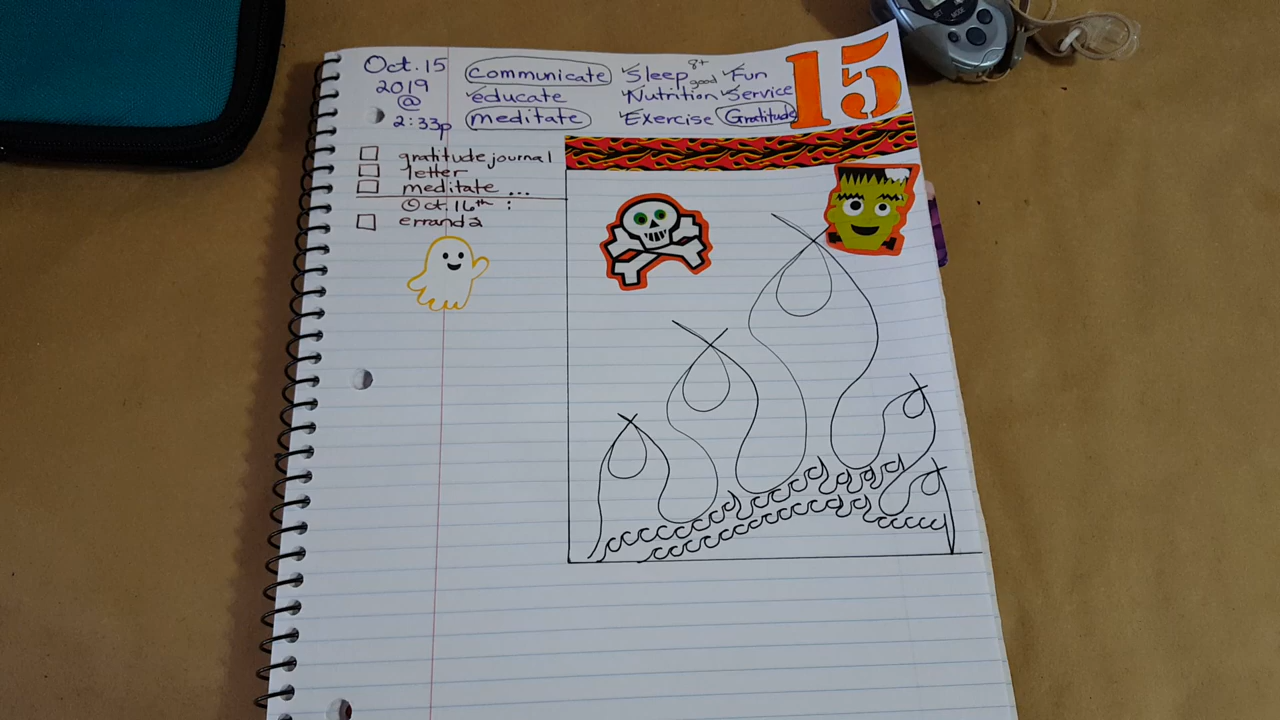 Oct. 15
2019
@
2:33p
Communicate
✓educate
meditate
✓Sleep 8+ good
✓Nutrition
✓Exercise
✓Fun
✓Service
Gratitude
15
☐ gratitude journal
☐ letter
☐ meditate ...
Oct. 16th :
☐ errand 2